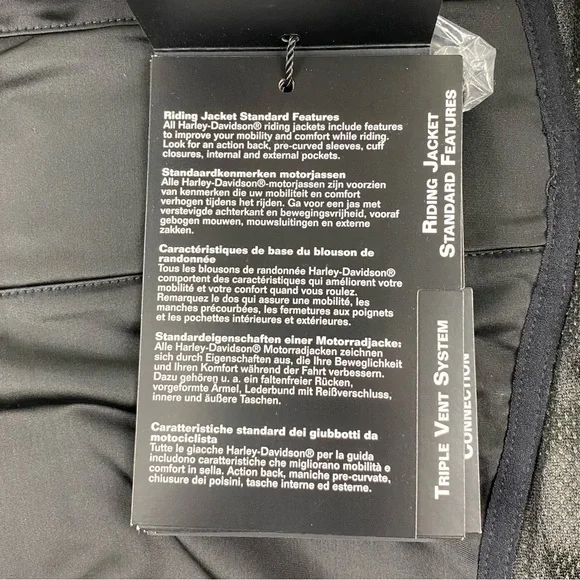 Riding Jacket Standard Features
All Harley-Davidson® riding jackets include features
to improve your mobility and comfort while riding.
Look for an action back, pre-curved sleeves, cuff
closures, internal and external pockets.
Standaardkenmerken motorjassen
Alle Harley-Davidson®-motorjassen zijn voorzien
van kenmerken die uw mobiliteit en comfort
verhogen tijdens het rijden. Ga voor een jas met
verstevigde achterkant en bewegingsvrijheid, vooraf
gebogen mouwen, mouwsluitingen en externe
zakken.
Caractéristiques de base du blouson de
randonnée
Tous les blousons de randonnée Harley-Davidson®
comportent des caractéristiques qui améliorent votre
mobilité et votre confort quand vous roulez.
Remarquez le dos qui assure une mobilité, les
manches précourbées, les fermetures aux poignets
et les pochettes intérieures et extérieures.
Standardeigenschaften einer Motorradjacke:
Alle Harley-Davidson® Motorradjacken zeichnen
sich durch Eigenschaften aus, die Ihre Beweglichkeit
und Ihren Komfort während der Fahrt verbessern.
Dazu gehören u. a. ein faltenfreier Rücken,
vorgeformte Ärmel, Lederbund mit Reißverschluss,
innere und äußere Taschen.
Caratteristiche standard dei giubbotti da
motociclista
Tutte le giacche Harley-Davidson® per la guida
includono caratteristiche che migliorano mobilità e
comfort in sella. Action back, maniche pre-curvate,
chiusure dei polsini, tasche interne ed esterne.
RIDING JACKET
STANDARD FEATURES
TRIPLE VENT SYSTEM
CONNECTION